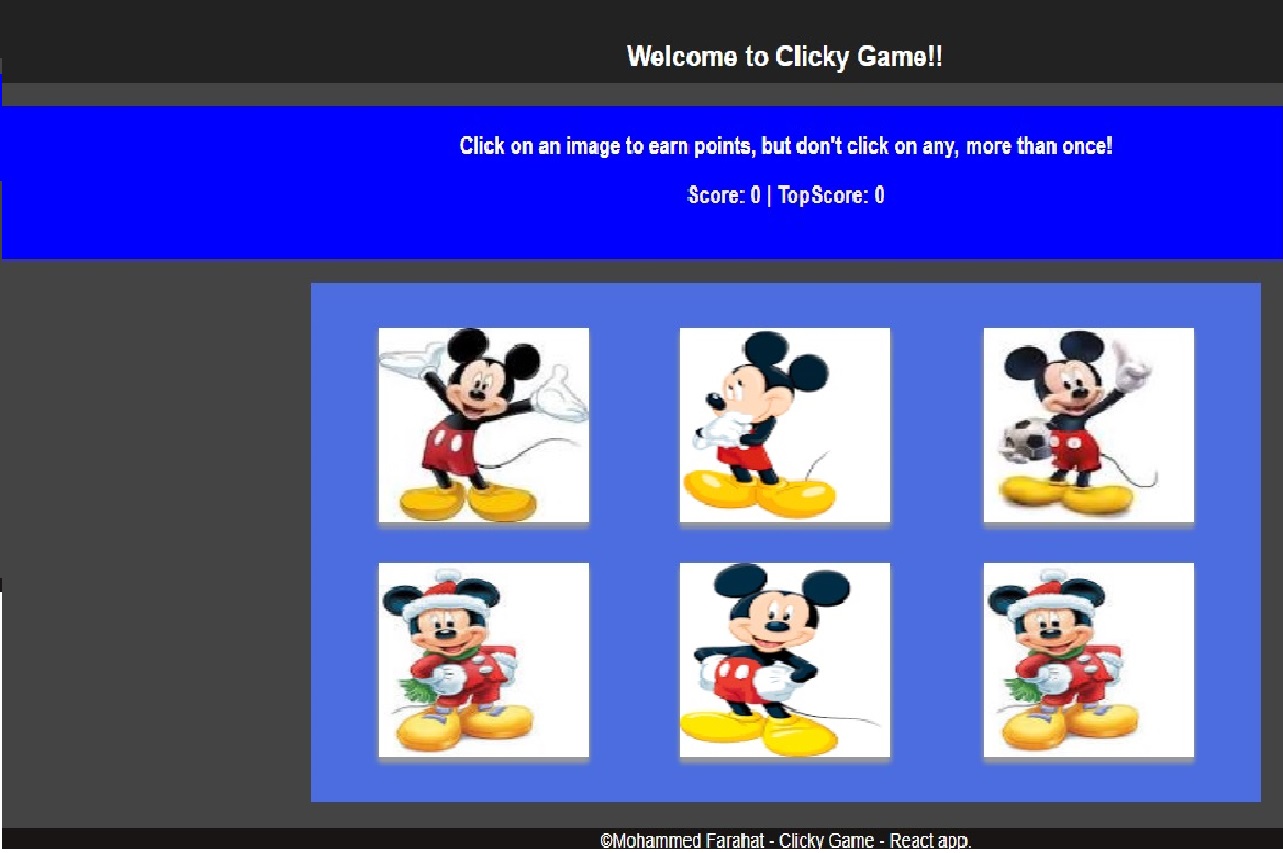 Welcome to Clicky Game!!
Click on an image to earn points, but don't click on any, more than once!
Score: 0 | TopScore: 0
©Mohammed Farahat - Clicky Game - React app.